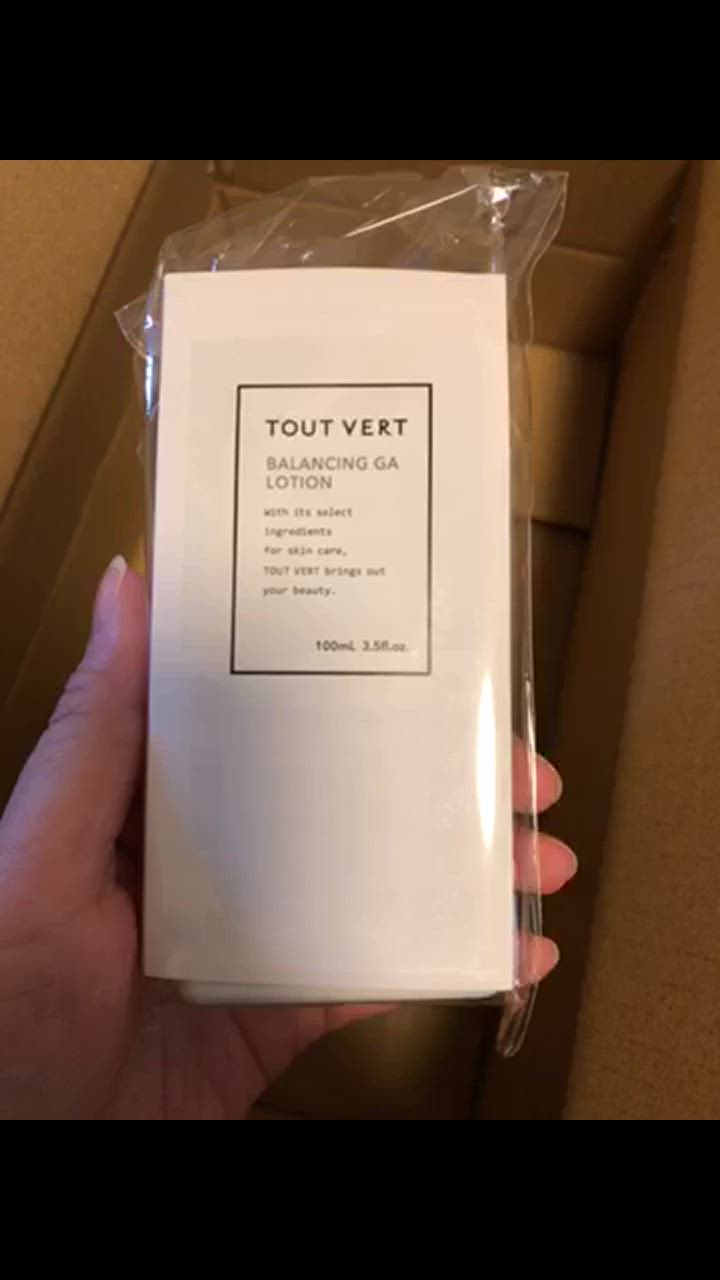 TOUT VERT
BALANCING GA
LOTION
With its select
ingredients
for skin care,
TOUT VERT brings out
your beauty.
100mL 3.5fl.oz.